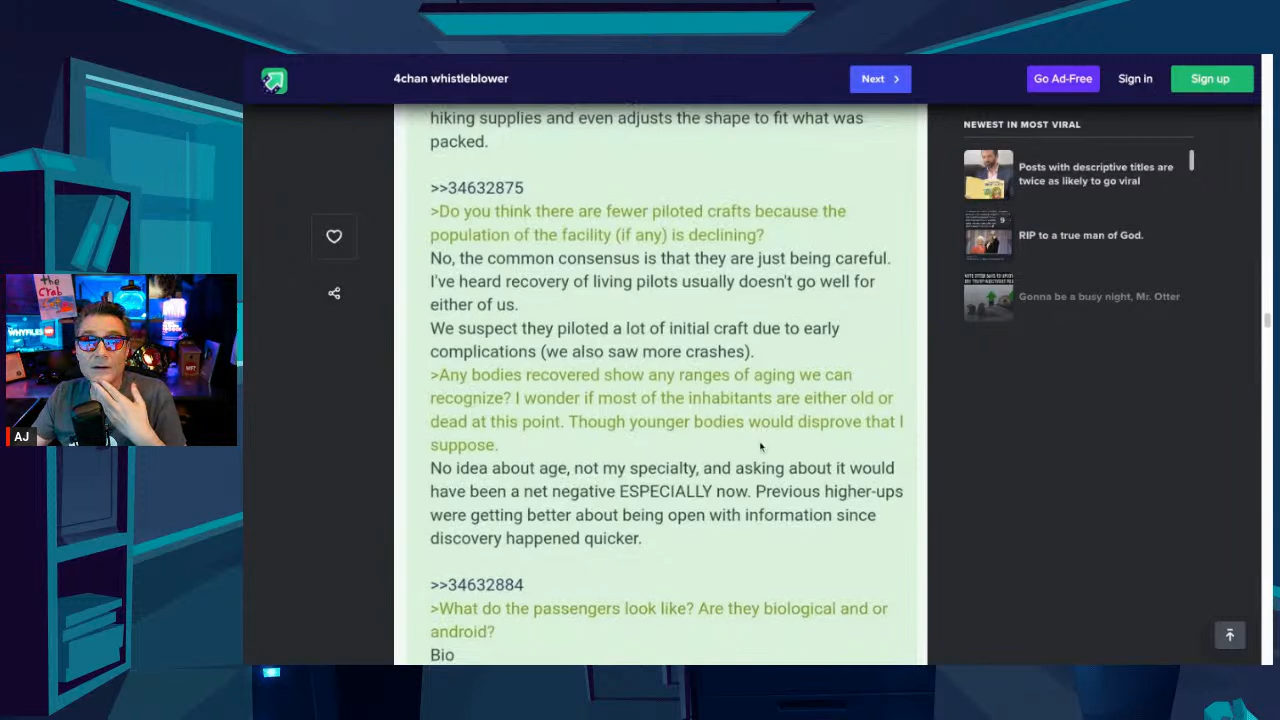 4chan whistleblower
Next
Go Ad-Free
Sign in
Sign up
hiking supplies and even adjusts the shape to fit what was
packed.
>>34632875
>Do you think there are fewer piloted crafts because the
population of the facility (if any) is declining?
No, the common consensus is that they are just being careful.
I've heard recovery of living pilots usually doesn't go well for
either of us.
We suspect they piloted a lot of initial craft due to early
complications (we also saw more crashes).
>Any bodies recovered show any ranges of aging we can
recognize? I wonder if most of the inhabitants are either old or
dead at this point. Though younger bodies would disprove that I
suppose.
No idea about age, not my specialty, and asking about it would
have been a net negative ESPECIALLY now. Previous higher-ups
were getting better about being open with information since
discovery happened quicker.
>>34632884
>What do the passengers look like? Are they biological and or
android?
Bio
NEWEST IN MOST VIRAL
Posts with descriptive titles are
twice as likely to go viral
RIP to a true man of God.
Gonna be a busy night, Mr. Otter
the
Crab
WHYFILES
AJ